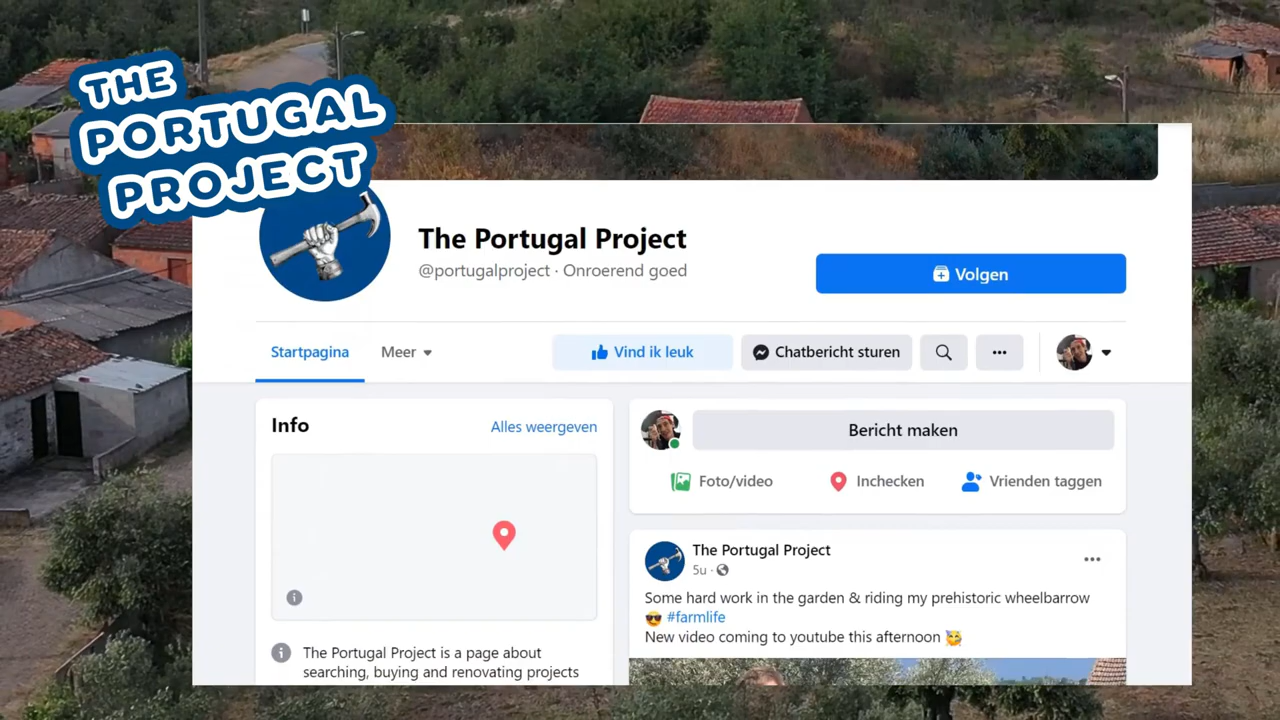 THE
PORTUGAL
PROJECT
The Portugal Project
@portugalproject · Onroerend goed
Volgen
Startpagina
Meer
Vind ik leuk
Chatbericht sturen
Info
Alles weergeven
Bericht maken
Foto/video
Inchecken
Vrienden taggen
The Portugal Project
5u ·
Some hard work in the garden & riding my prehistoric wheelbarrow
😎 #farmlife
New video coming to youtube this afternoon 🥳
The Portugal Project is a page about
searching, buying and renovating projects